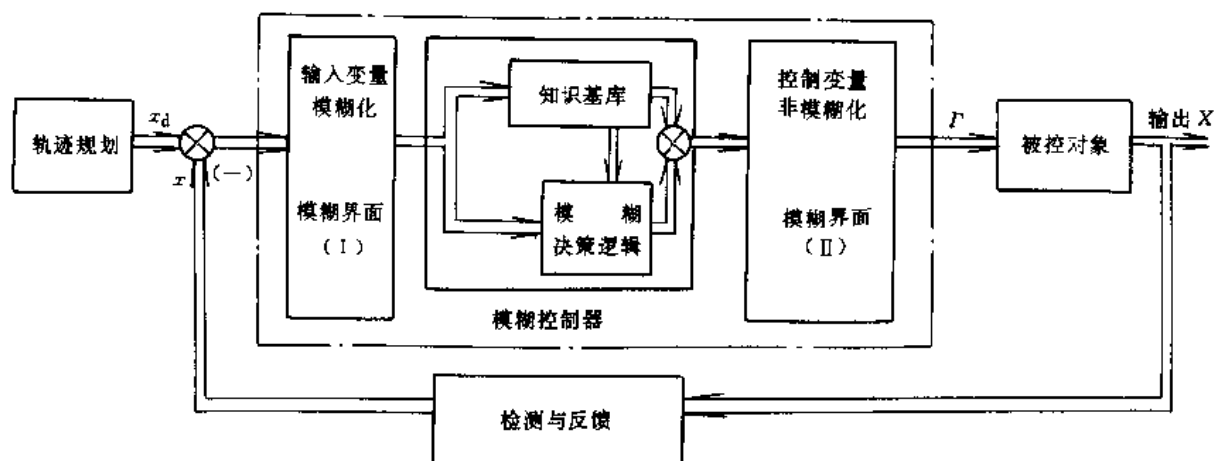 轨迹规划
x_d
x
(—)
输入变量
模糊化
模糊界面
(Ⅰ)
知识基库
模 糊
决策逻辑
模糊控制器
控制变量
非模糊化
模糊界面
(Ⅱ)
被控对象
输出 X
检测与反馈